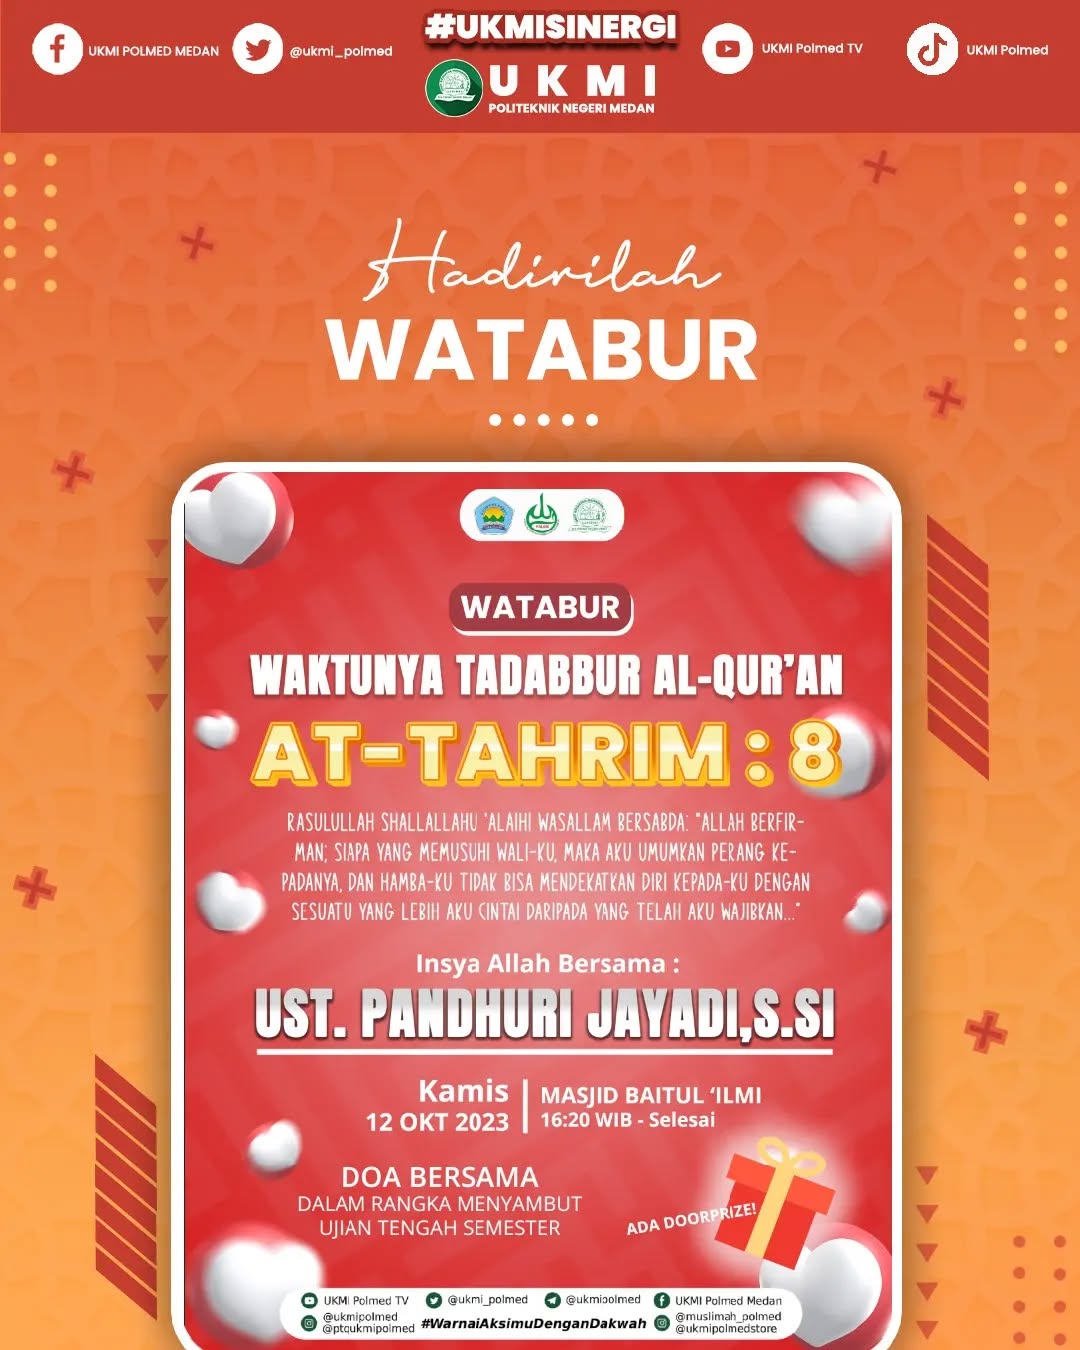 #UKMISINERGI
UKMI POLMED MEDAN
@ukmi_polmed
UKMI
POLITEKNIK NEGERI MEDAN
UKMI Polmed TV
UKMI Polmed
Hadirilah
WATABUR
WATABUR
WAKTUNYA TADABBUR AL-QUR'AN
AT-TAHRIM : 8
RASULULLAH SHALLALLAHU 'ALAIHI WASALLAM BERSABDA: "ALLAH BERFIR-
MAN; SIAPA YANG MEMUSUHI WALI-KU, MAKA AKU UMUMKAN PERANG KE-
PADANYA, DAN HAMBA-KU TIDAK BISA MENDEKATKAN DIRI KEPADA-KU DENGAN
SESUATU YANG LEBIH AKU CINTAI DARIPADA YANG TELAH AKU WAJIBKAN..."
Insya Allah Bersama :
UST. PANDHURI JAYADI,S.SI
Kamis
12 OKT 2023
MASJID BAITUL 'ILMI
16:20 WIB - Selesai
DOA BERSAMA
DALAM RANGKA MENYAMBUT
UJIAN TENGAH SEMESTER
ADA DOORPRIZE!
UKMI Polmed TV
@ukmi_polmed
@ukmipolmed
UKMI Polmed Medan
@ukmipolmed
@ptqukmipolmed
#WarnaiAksimuDenganDakwah
@muslimah_polmed
@ukmipolmedstore